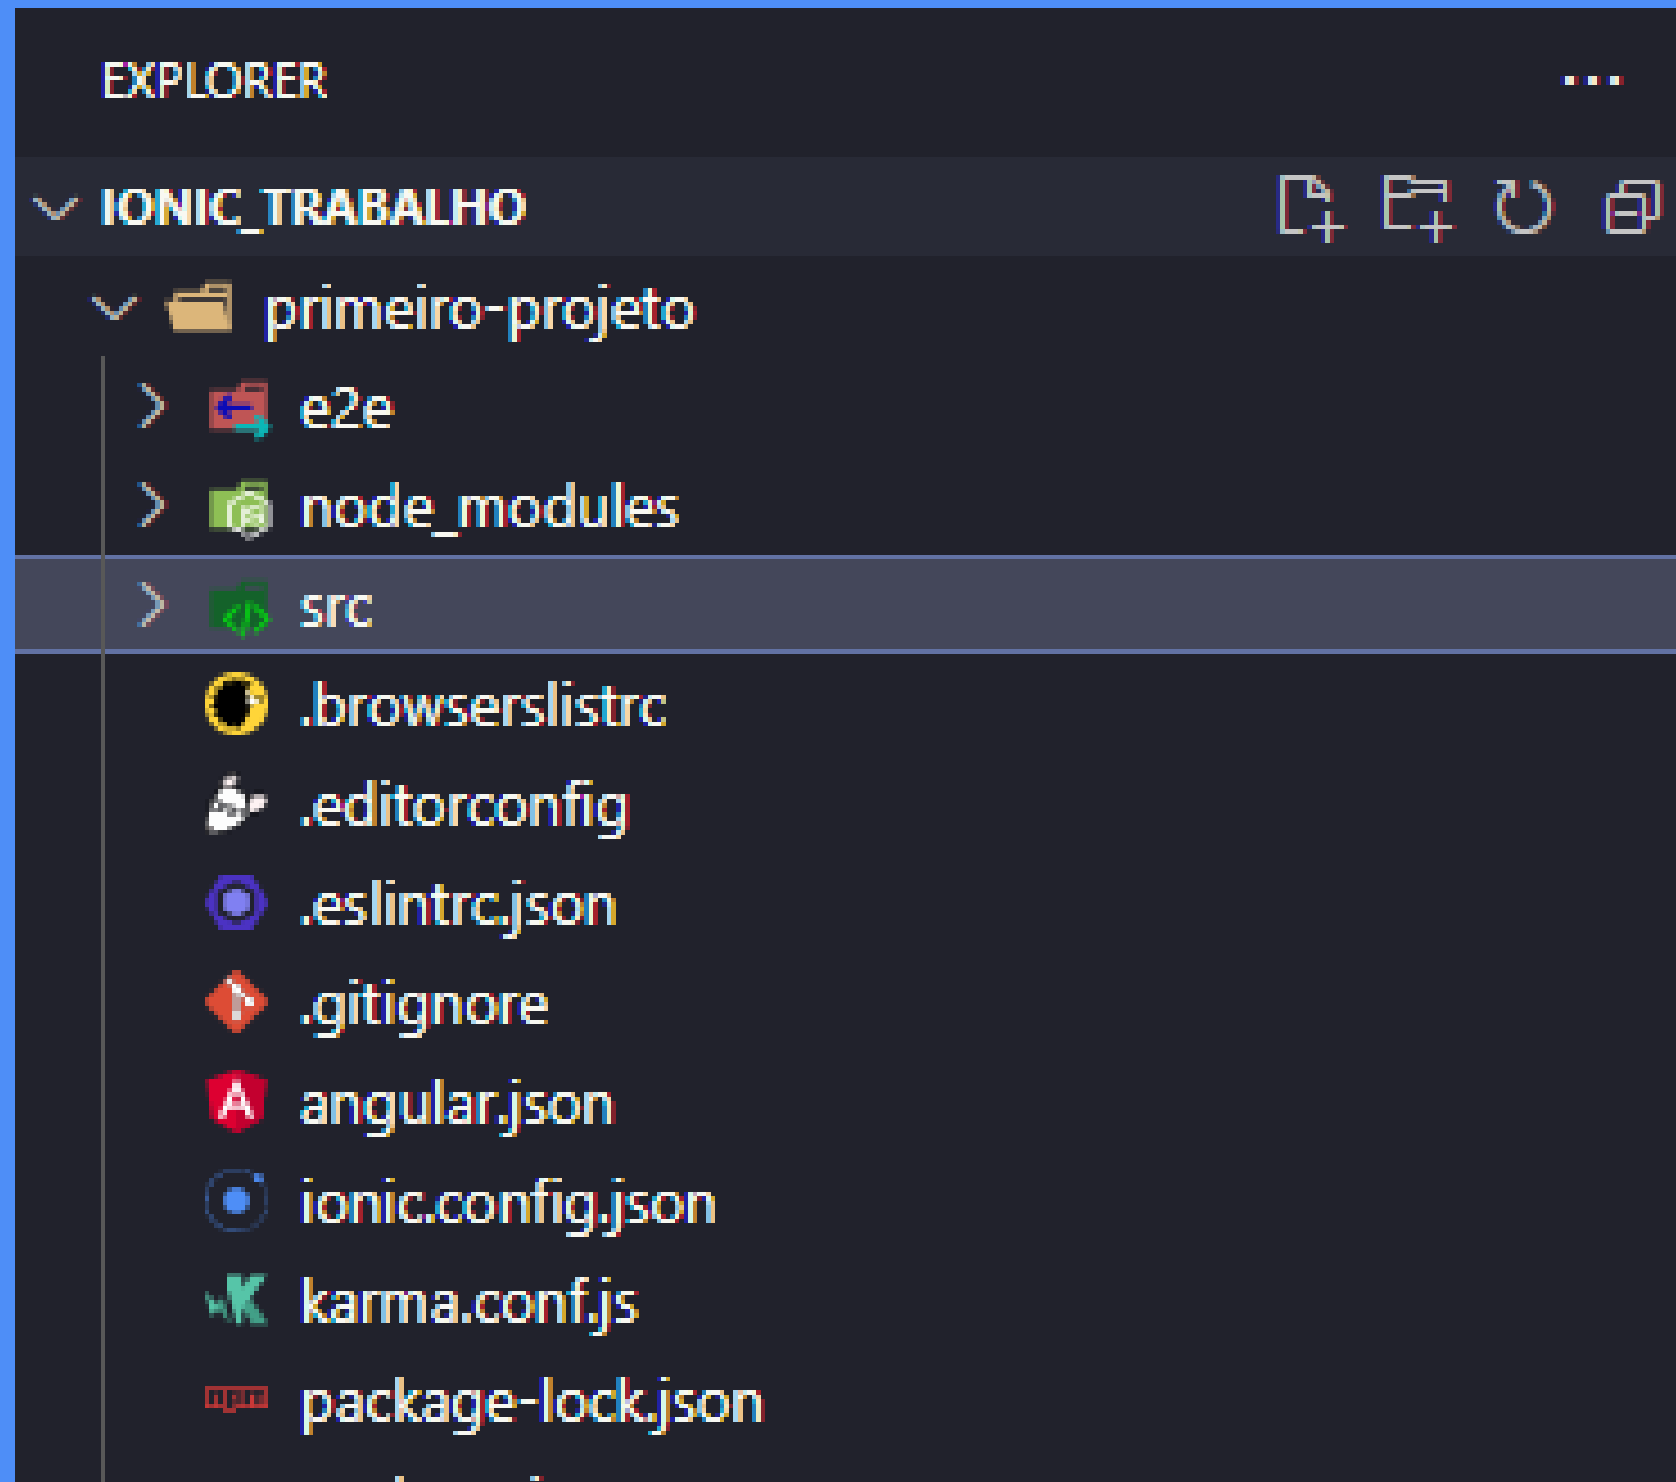 EXPLORER
IONIC_TRABALHO
primeiro-projeto
e2e
node_modules
src
.browserslistrc
.editorconfig
.eslintrc.json
.gitignore
angular.json
ionic.config.json
karma.conf.js
npm package-lock.json